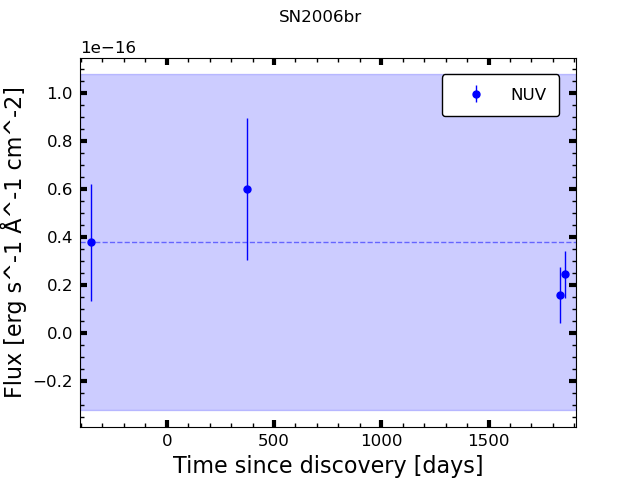 SN2006br
1e−16
Flux [erg s^-1 Å^-1 cm^-2]
1.0
0.8
0.6
0.4
0.2
0.0
−0.2
NUV
0 500 1000 1500
Time since discovery [days]